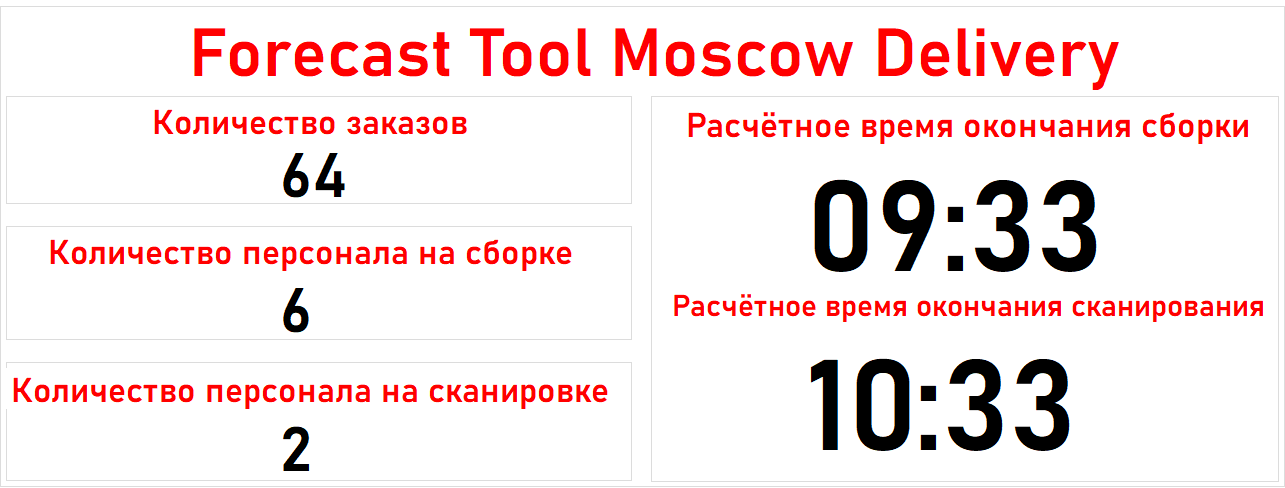 Forecast Tool Moscow Delivery
Количество заказов
64
Количество персонала на сборке
6
Количество персонала на сканировке
2
Расчётное время окончания сборки
09:33
Расчётное время окончания сканирования
10:33